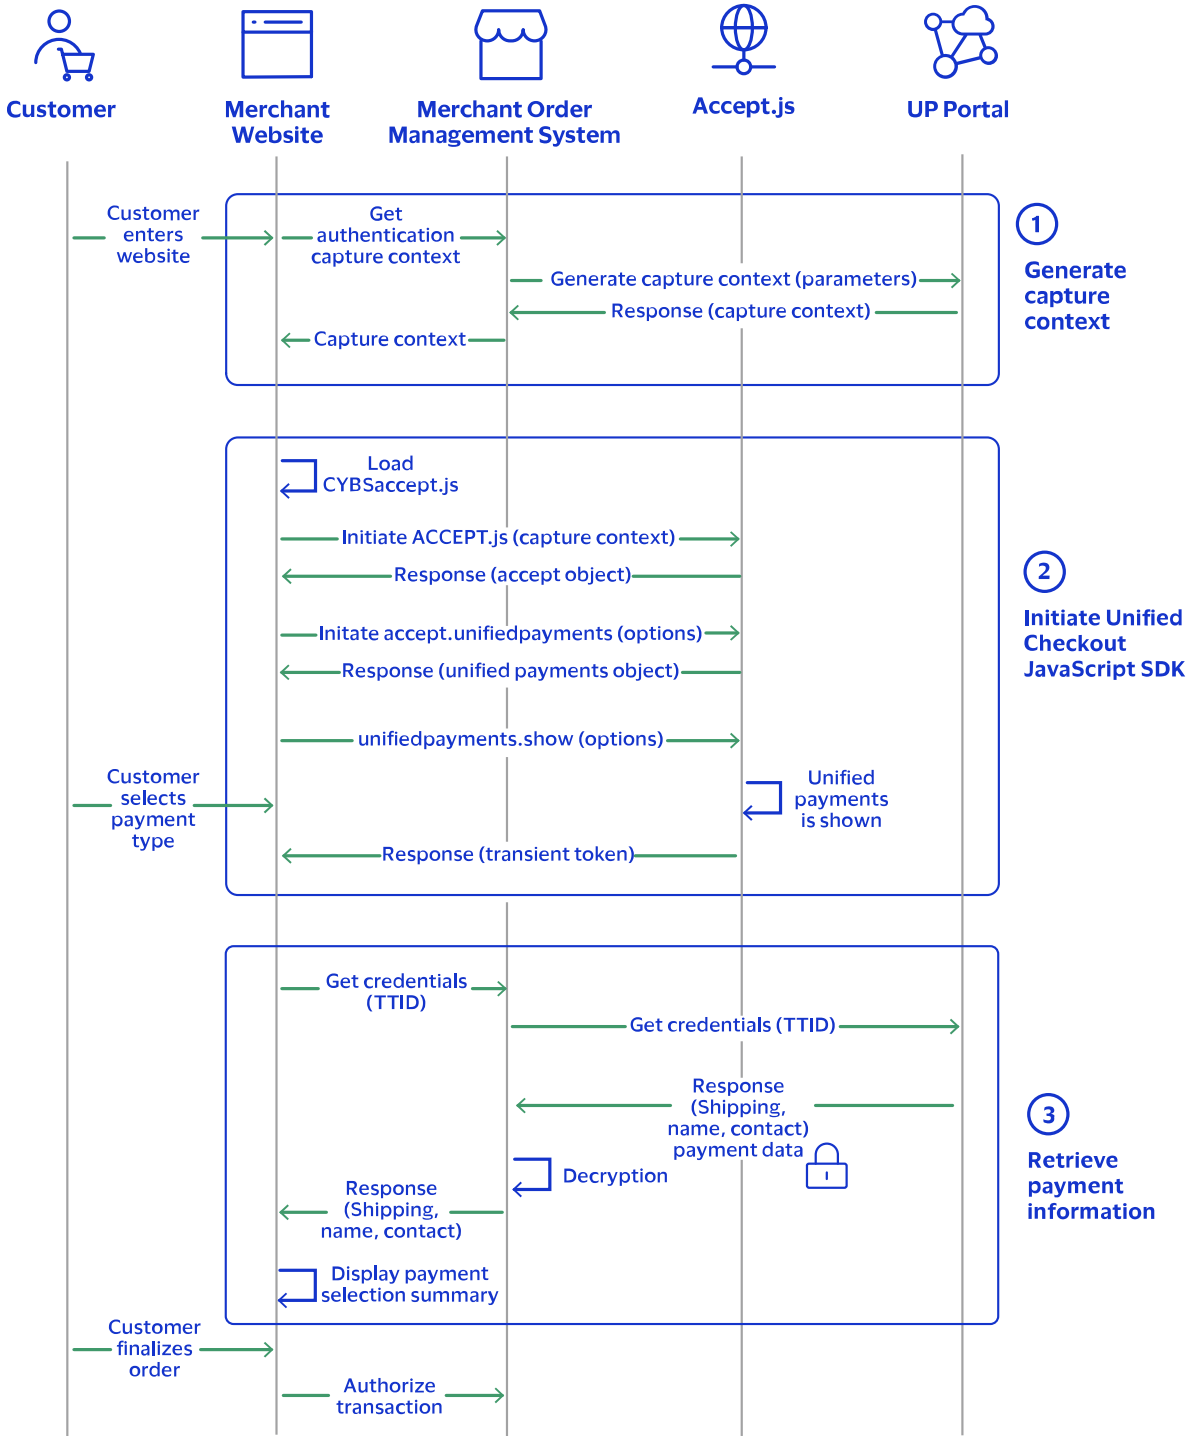 Customer
Merchant
Website
Merchant Order
Management System
Accept.js
UP Portal
Customer
enters
website
Get
authentication
capture context
Generate capture context (parameters)
Response (capture context)
Capture context
1
Generate
capture
context
Load
CYBSaccept.js
Initiate ACCEPT.js (capture context)
Response (accept object)
Initate accept.unifiedpayments (options)
Response (unified payments object)
unifiedpayments.show (options)
Customer
selects
payment
type
Unified
payments
is shown
Response (transient token)
2
Initiate Unified
Checkout
JavaScript SDK
Get credentials
(TTID)
Get credentials (TTID)
Response
(Shipping,
name, contact)
payment data
Decryption
Response
(Shipping,
name, contact)
Display payment
selection summary
3
Retrieve
payment
information
Customer
finalizes
order
Authorize
transaction